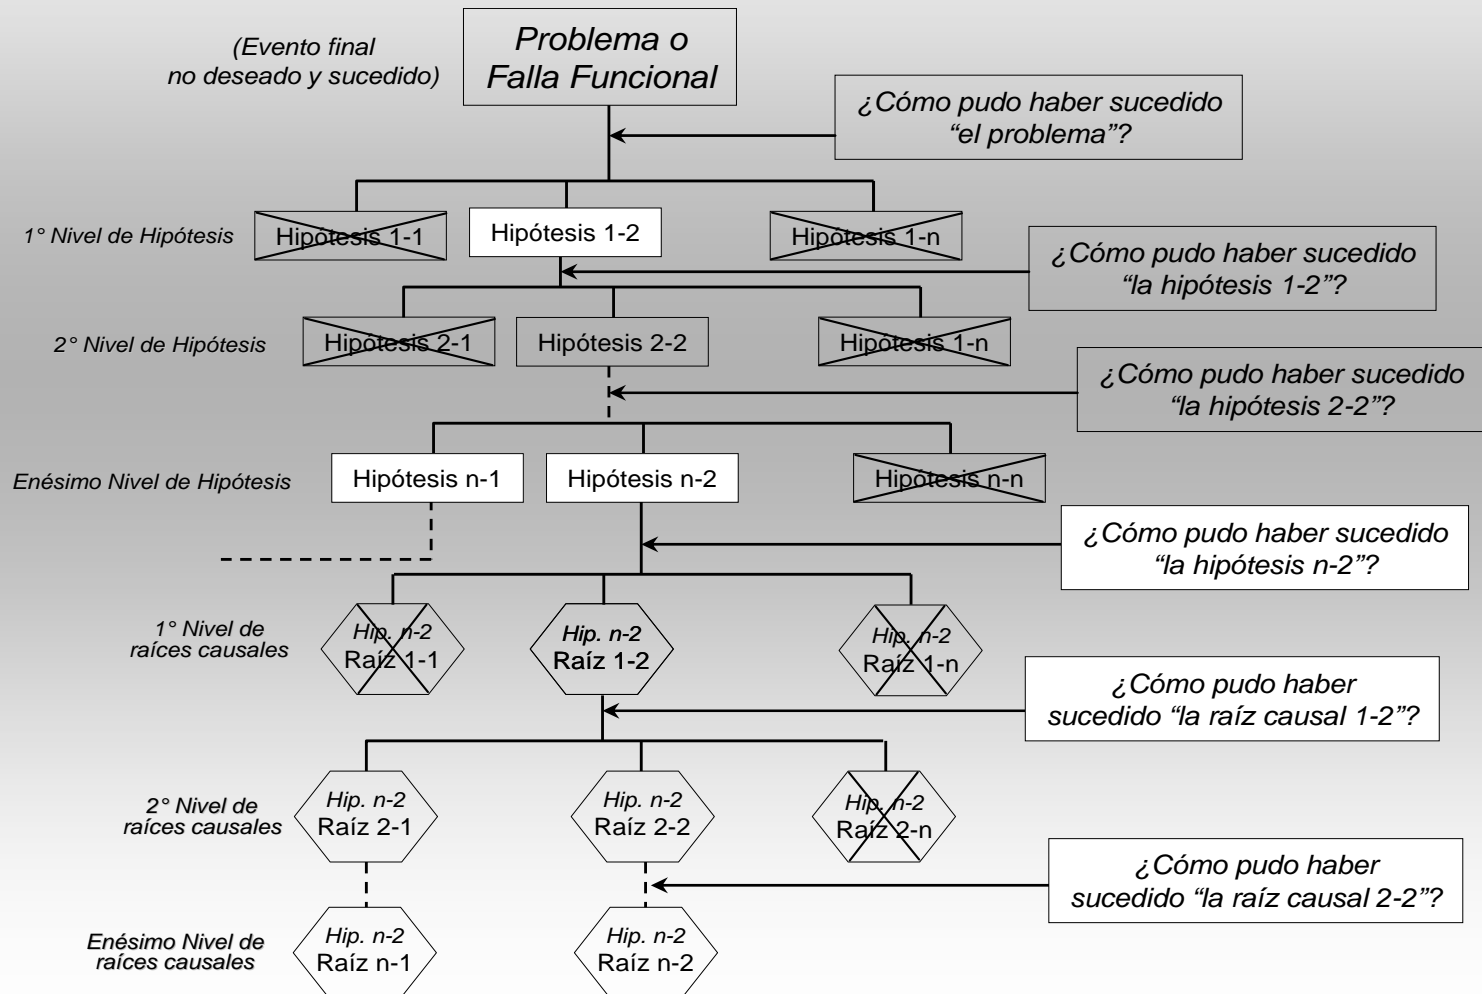 (Evento final
no deseado y sucedido)
Problema o
Falla Funcional
¿Cómo pudo haber sucedido
“el problema”?
1° Nivel de Hipótesis
Hipótesis 1-1
Hipótesis 1-2
Hipótesis 1-n
¿Cómo pudo haber sucedido
“la hipótesis 1-2”?
2° Nivel de Hipótesis
Hipótesis 2-1
Hipótesis 2-2
Hipótesis 1-n
¿Cómo pudo haber sucedido
“la hipótesis 2-2”?
Enésimo Nivel de Hipótesis
Hipótesis n-1
Hipótesis n-2
Hipótesis n-n
¿Cómo pudo haber sucedido
“la hipótesis n-2”?
1° Nivel de
raíces causales
Hip. n-2
Raíz 1-1
Hip. n-2
Raíz 1-2
Hip. n-2
Raíz 1-n
¿Cómo pudo haber
sucedido “la raíz causal 1-2”?
2° Nivel de
raíces causales
Hip. n-2
Raíz 2-1
Hip. n-2
Raíz 2-2
Hip. n-2
Raíz 2-n
¿Cómo pudo haber
sucedido “la raíz causal 2-2”?
Enésimo Nivel de
raíces causales
Hip. n-2
Raíz n-1
Hip. n-2
Raíz n-2